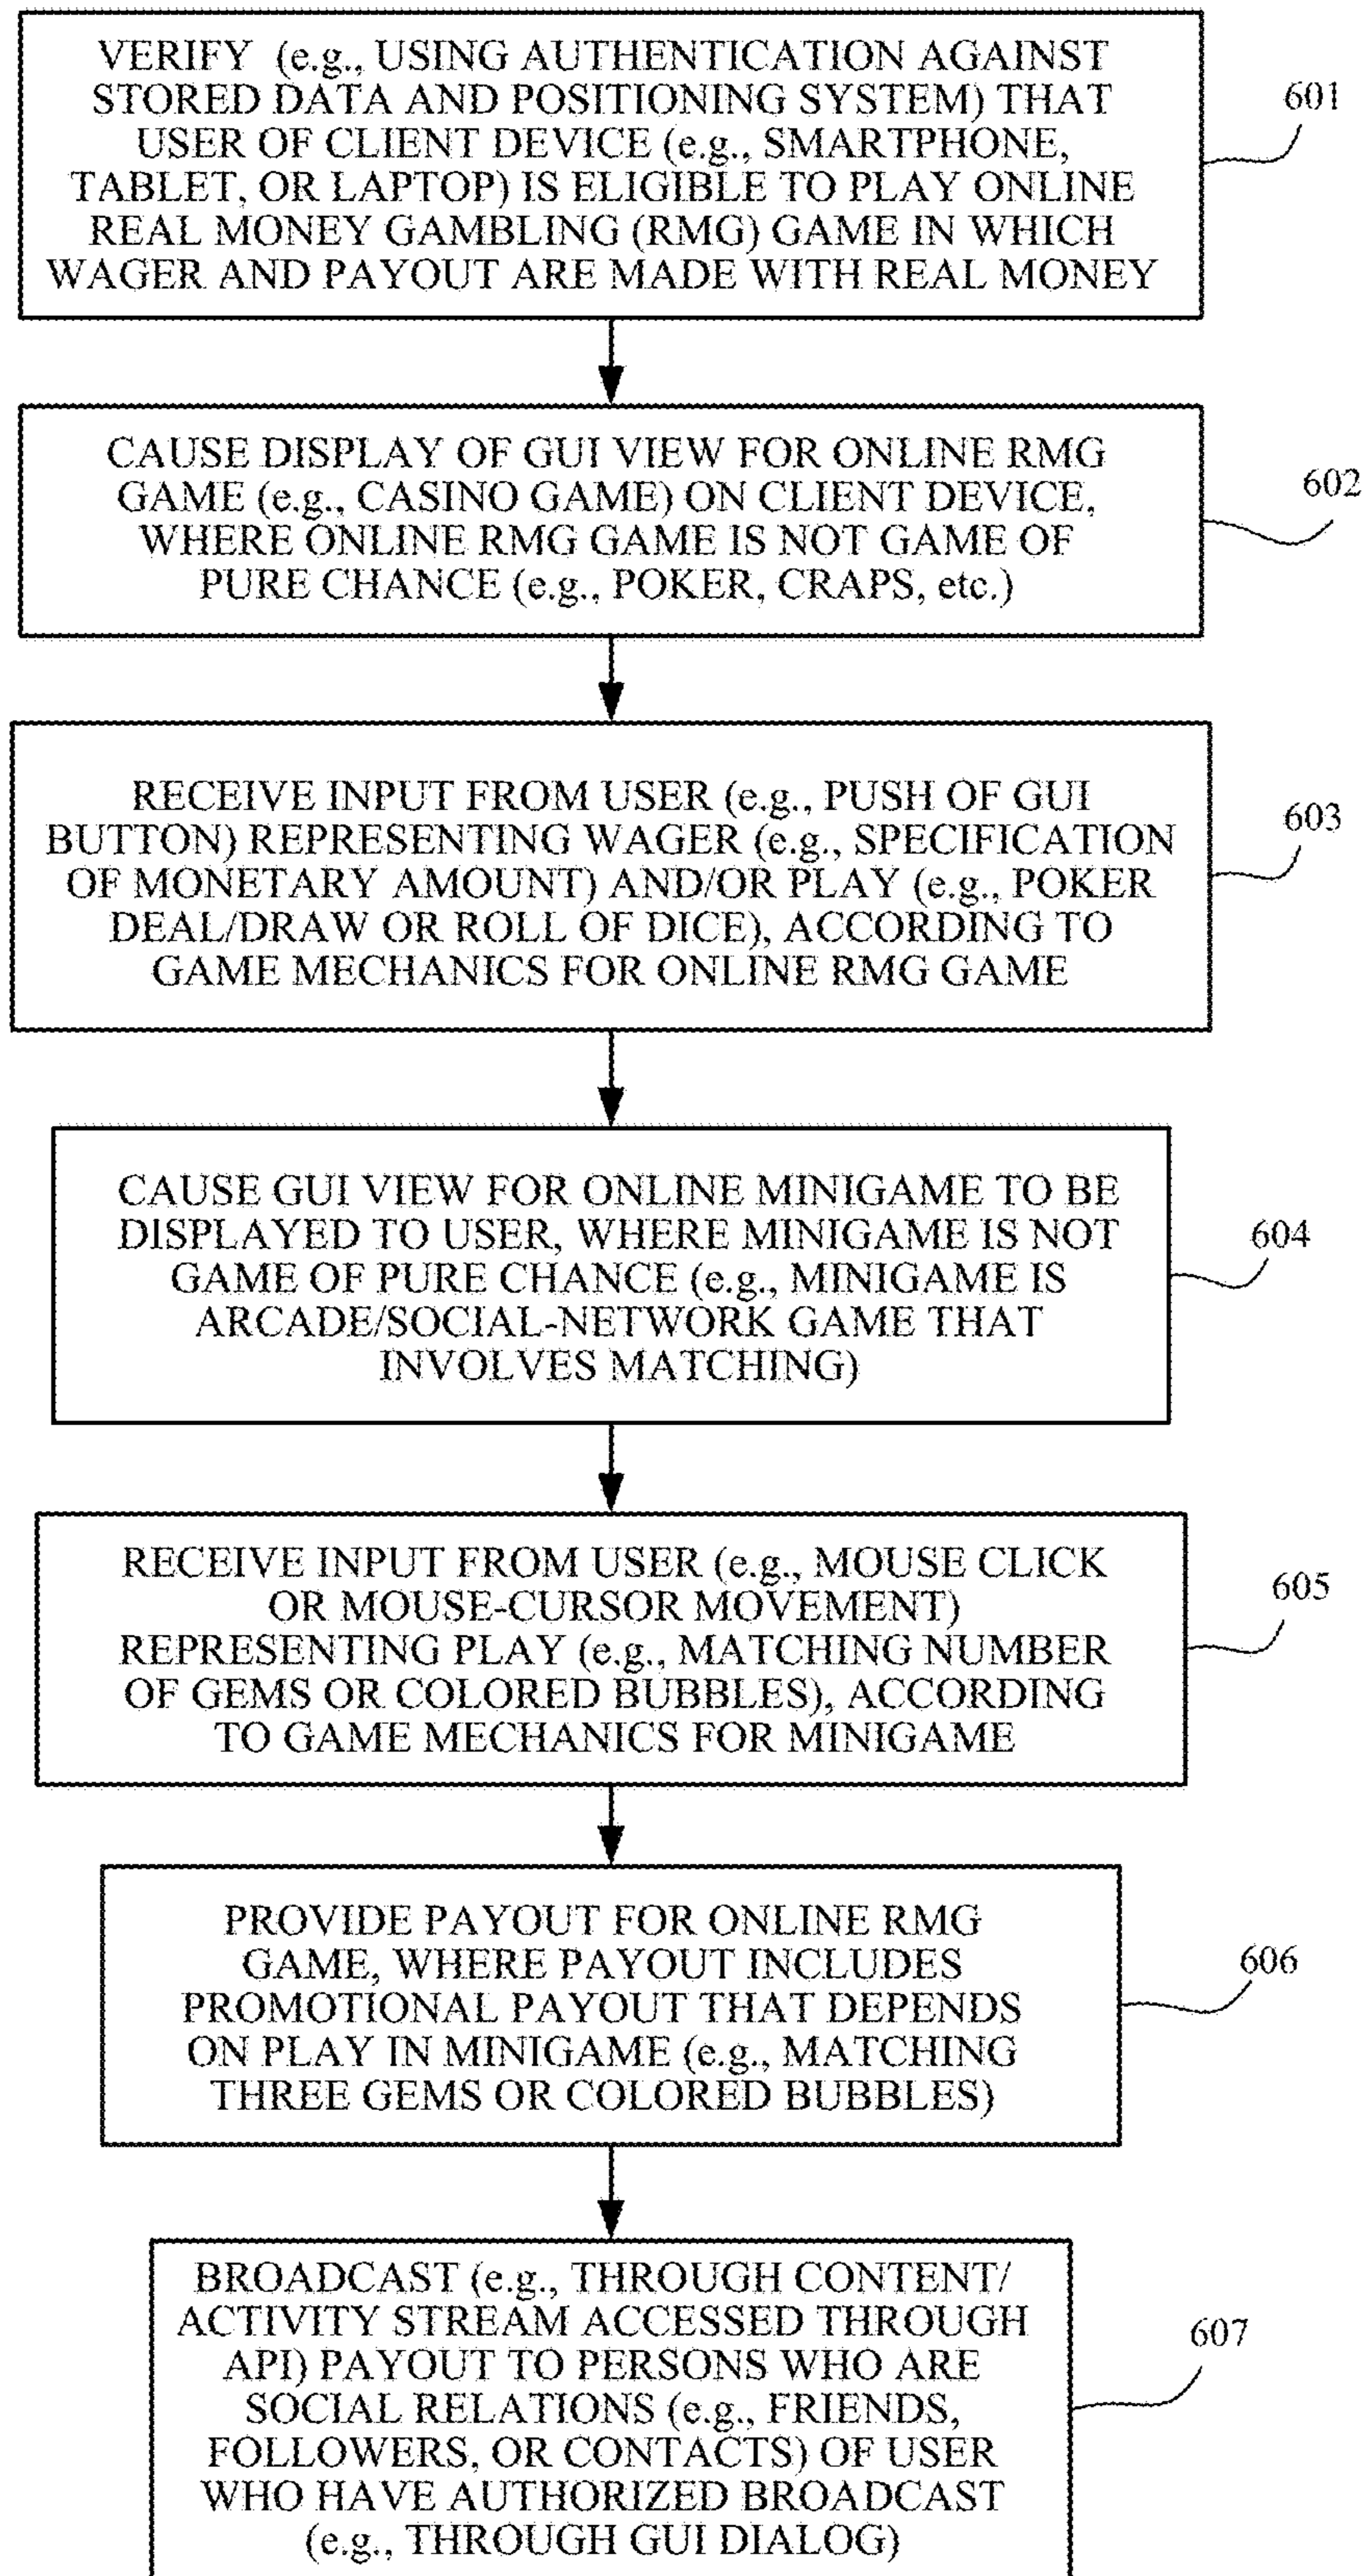 VERIFY (e.g., USING AUTHENTICATION AGAINST
STORED DATA AND POSITIONING SYSTEM) THAT
USER OF CLIENT DEVICE (e.g., SMARTPHONE,
TABLET, OR LAPTOP) IS ELIGIBLE TO PLAY ONLINE
REAL MONEY GAMBLING (RMG) GAME IN WHICH
WAGER AND PAYOUT ARE MADE WITH REAL MONEY
601
CAUSE DISPLAY OF GUI VIEW FOR ONLINE RMG
GAME (e.g., CASINO GAME) ON CLIENT DEVICE,
WHERE ONLINE RMG GAME IS NOT GAME OF
PURE CHANCE (e.g., POKER, CRAPS, etc.)
602
RECEIVE INPUT FROM USER (e.g., PUSH OF GUI
BUTTON) REPRESENTING WAGER (e.g., SPECIFICATION
OF MONETARY AMOUNT) AND/OR PLAY (e.g., POKER
DEAL/DRAW OR ROLL OF DICE), ACCORDING TO
GAME MECHANICS FOR ONLINE RMG GAME
603
CAUSE GUI VIEW FOR ONLINE MINIGAME TO BE
DISPLAYED TO USER, WHERE MINIGAME IS NOT
GAME OF PURE CHANCE (e.g., MINIGAME IS
ARCADE/SOCIAL-NETWORK GAME THAT
INVOLVES MATCHING)
604
RECEIVE INPUT FROM USER (e.g., MOUSE CLICK
OR MOUSE-CURSOR MOVEMENT)
REPRESENTING PLAY (e.g., MATCHING NUMBER
OF GEMS OR COLORED BUBBLES), ACCORDING
TO GAME MECHANICS FOR MINIGAME
605
PROVIDE PAYOUT FOR ONLINE RMG
GAME, WHERE PAYOUT INCLUDES
PROMOTIONAL PAYOUT THAT DEPENDS
ON PLAY IN MINIGAME (e.g., MATCHING
THREE GEMS OR COLORED BUBBLES)
606
BROADCAST (e.g., THROUGH CONTENT/
ACTIVITY STREAM ACCESSED THROUGH
API) PAYOUT TO PERSONS WHO ARE
SOCIAL RELATIONS (e.g., FRIENDS,
FOLLOWERS, OR CONTACTS) OF USER
WHO HAVE AUTHORIZED BROADCAST
(e.g., THROUGH GUI DIALOG)
607